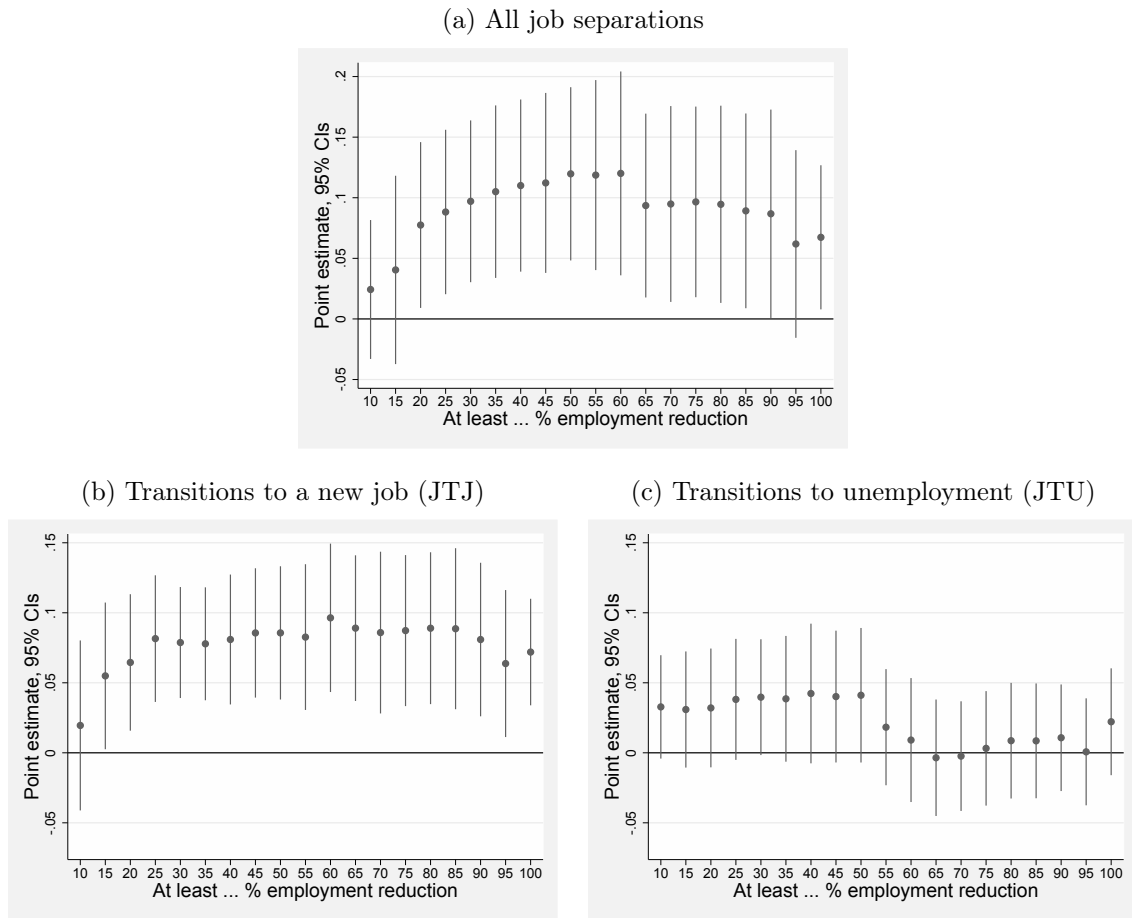 (a) All job separations
Point estimate, 95% CIs
.2
.15
.1
.05
0
-.05
10 15 20 25 30 35 40 45 50 55 60 65 70 75 80 85 90 95 100
At least ... % employment reduction
(b) Transitions to a new job (JTJ)
Point estimate, 95% CIs
.15
.1
.05
0
-.05
10 15 20 25 30 35 40 45 50 55 60 65 70 75 80 85 90 95 100
At least ... % employment reduction
(c) Transitions to unemployment (JTU)
Point estimate, 95% CIs
.15
.1
.05
0
-.05
10 15 20 25 30 35 40 45 50 55 60 65 70 75 80 85 90 95 100
At least ... % employment reduction